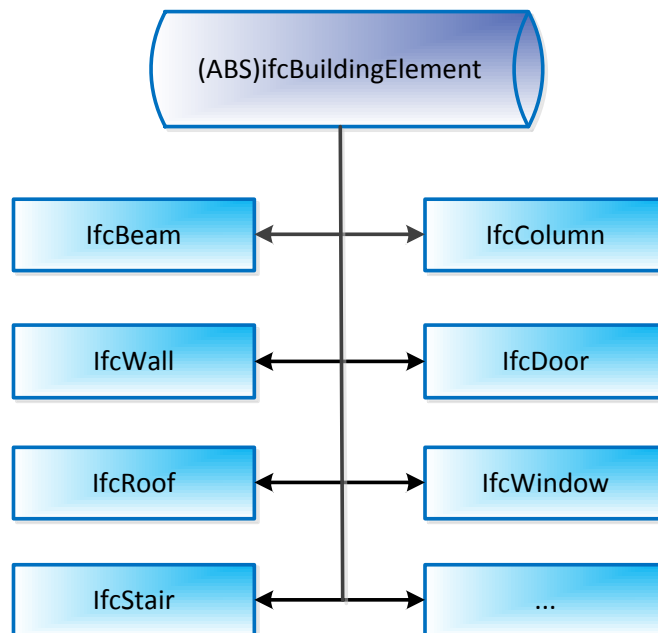 (ABS)ifcBuildingElement
IfcBeam
IfcColumn
IfcWall
IfcDoor
IfcRoof
IfcWindow
IfcStair
...